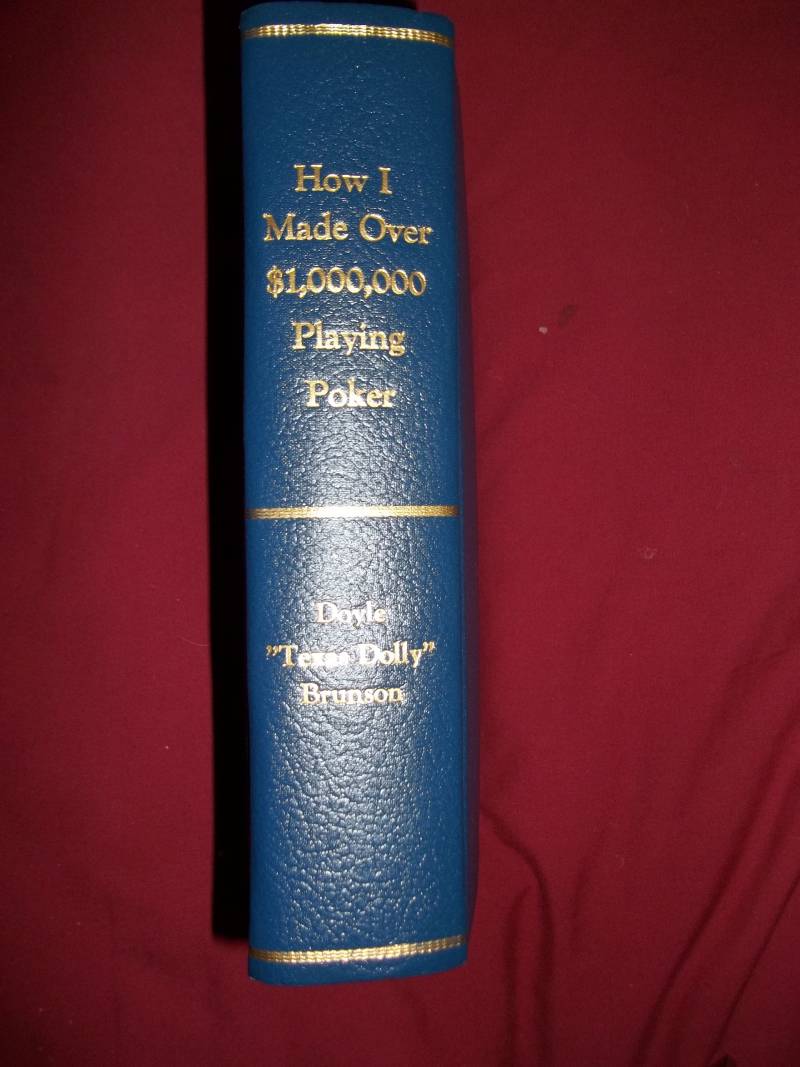 How I
Made Over
$1,000,000
Playing
Poker
Doyle
”Texas Dolly”
Brunson